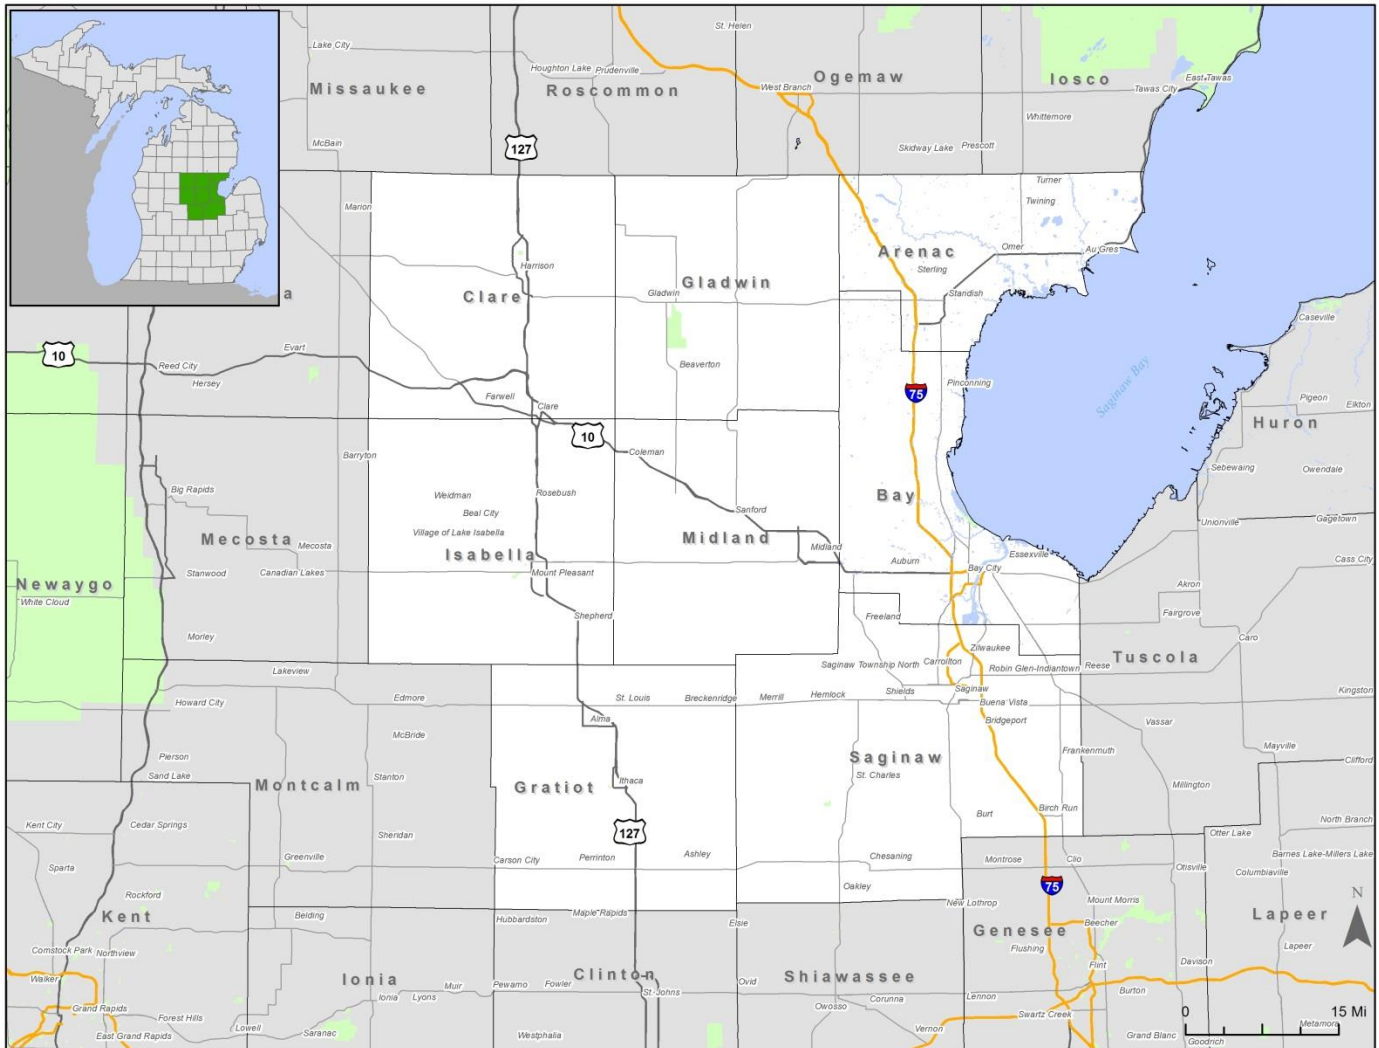 St. Helen
Lake City
Houghton Lake
Prudenville
Missaukee
Roscommon
Ogemaw
Iosco
East Tawas
Tawas City
West Branch
Whittemore
127
McBain
Skidway Lake
Prescott
Turner
Twining
Marion
Omer
Au Gres
Arenac
Sterling
Harrison
Gladwin
Clare
Gladwin
Standish
a
Caseville
10
Evart
Reed City
Hersey
Beaverton
Saginaw Bay
75
Pinconning
Farwell
Clare
Pigeon
Elkton
Huron
10
Coleman
Barryton
Sebewaing
Owendale
Big Rapids
Weidman
Rosebush
Bay
Beal City
Sanford
Unionville
Gagetown
Village of Lake Isabella
Mecosta
Mecosta
Isabella
Midland
Midland
Essexville
Auburn
Bay City
Cass City
Stanwood
Canadian Lakes
Mount Pleasant
Newaygo
White Cloud
Akron
Shepherd
Freeland
Fairgrove
Morley
Caro
Zilwaukee
Tuscola
Saginaw Township North
Carrollton
Robin Glen-Indiantown
Reese
Lakeview
Howard City
Edmore
St. Louis
Breckenridge
Merrill
Hemlock
Shields
Saginaw
Kingston
Buena Vista
Alma
Bridgeport
Vassar
McBride
Pierson
Frankenmuth
Mayville
Sand Lake
Saginaw
Clifford
Montcalm
Stanton
Gratiot
Ithaca
St. Charles
Millington
Birch Run
Burt
North Branch
Kent City
Cedar Springs
Sheridan
127
Otter Lake
Sparta
Greenville
Carson City
Perrinton
Ashley
Chesaning
Montrose
Clio
Otisville
Barnes Lake-Millers Lake
Columbiaville
Rockford
Oakley
75
N
Kent
Belding
Hubbardston
Maple Rapids
Elsie
New Lothrop
Mount Morris
Lapeer
Genesee
Beecher
Comstock Park
Northview
Flushing
Lapeer
Walker
Ionia
Clinton
Shiawassee
Flint
Davison
Muir
Pewamo
Fowler
St. Johns
Ovid
Ionia
Lyons
Owosso
Corunna
Lennon
Burton
0
15 Mi
Grand Rapids
Forest Hills
Lowell
Saranac
Swartz Creek
Metamora
East Grand Rapids
Westphalia
Vernon
Grand Blanc
Goodrich